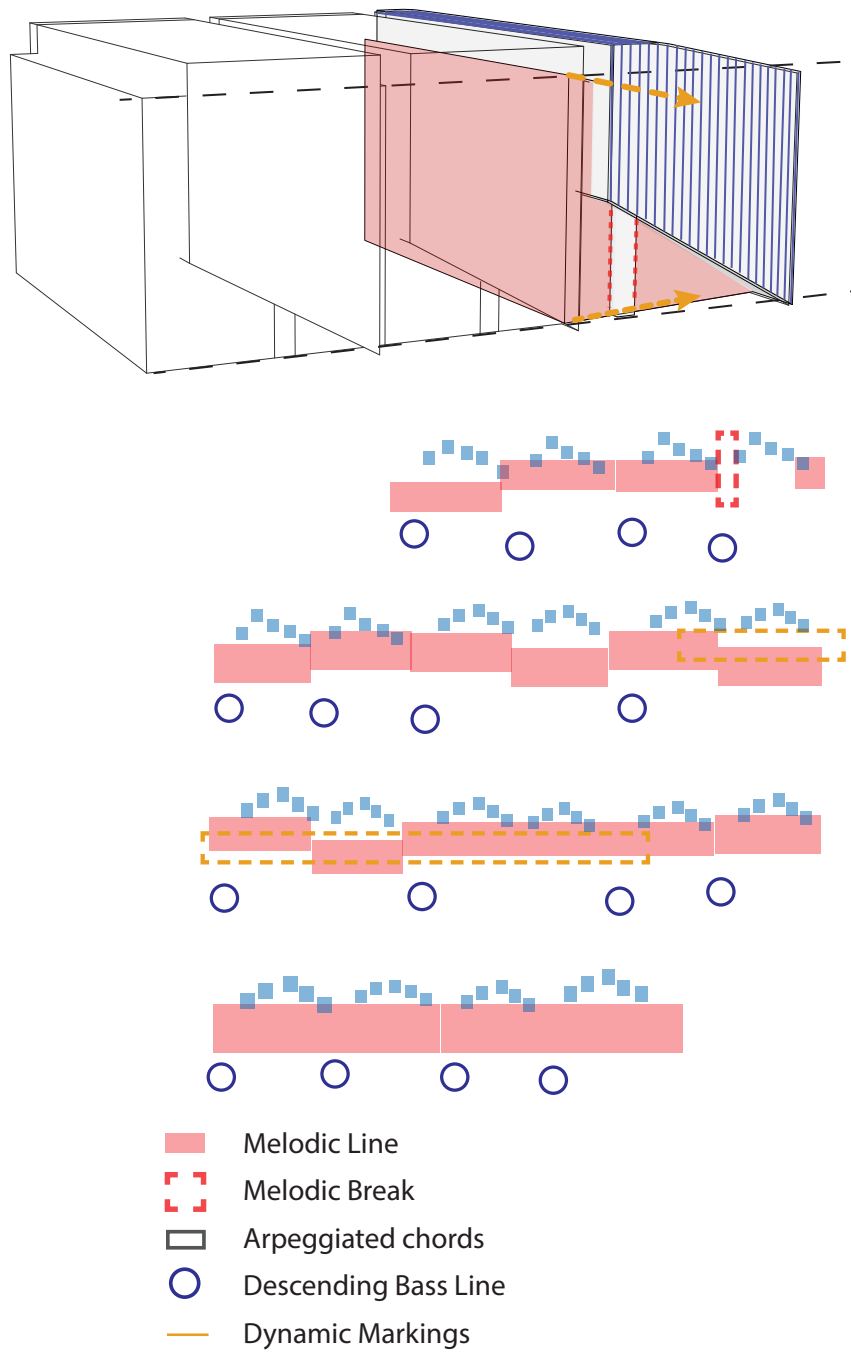 Melodic Line
Melodic Break
Arpeggiated chords
Descending Bass Line
Dynamic Markings